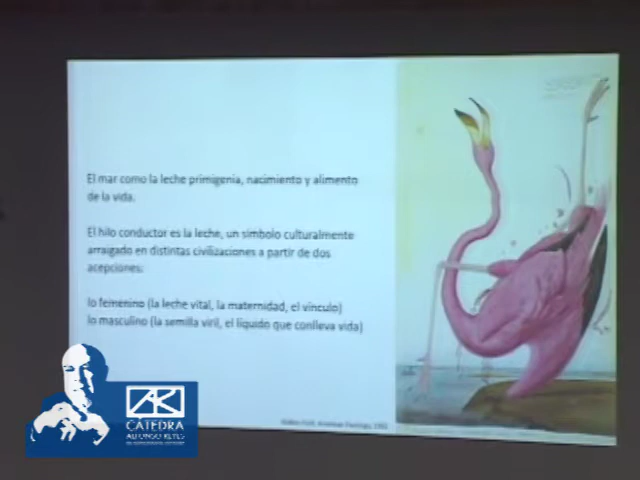 El mar como la leche primigenia, nacimiento y alimento
de la vida.
El hilo conductor es la leche, un símbolo culturalmente
arraigado en distintas civilizaciones a partir de dos
acepciones:
lo femenino (la leche vital, la maternidad, el vínculo)
lo masculino (la semilla viril, el líquido que conlleva vida)
AK
CÁTEDRA
ALFONSO REYES